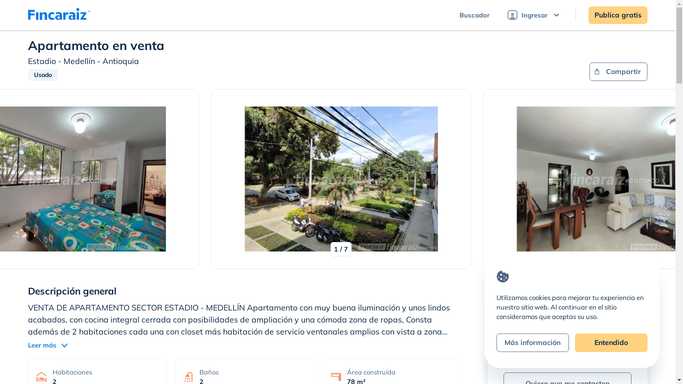 Fincaraiz
Buscador
Ingresar
Publica gratis
Apartamento en venta
Estadio - Medellín - Antioquia
Usado
Compartir
fincaraiz
fincaraiz
fincaraiz
1 / 7
Descripción general
VENTA DE APARTAMENTO SECTOR ESTADIO - MEDELLÍN Apartamento con muy buena iluminación y unos lindos
acabados, con cocina integral cerrada con posibilidades de ampliación y una cómoda zona de ropas, Consta
además de 2 habitaciones cada una con closet más habitación de servicio ventanales amplios con vista a zona...
Leer más
Habitaciones
2
Baños
2
Área construida
78 m²
Utilizamos cookies para mejorar tu experiencia en
nuestro sitio web. Al continuar en el sitio
consideramos que aceptas su uso.
Más información
Entendido
Quiero que me contacten